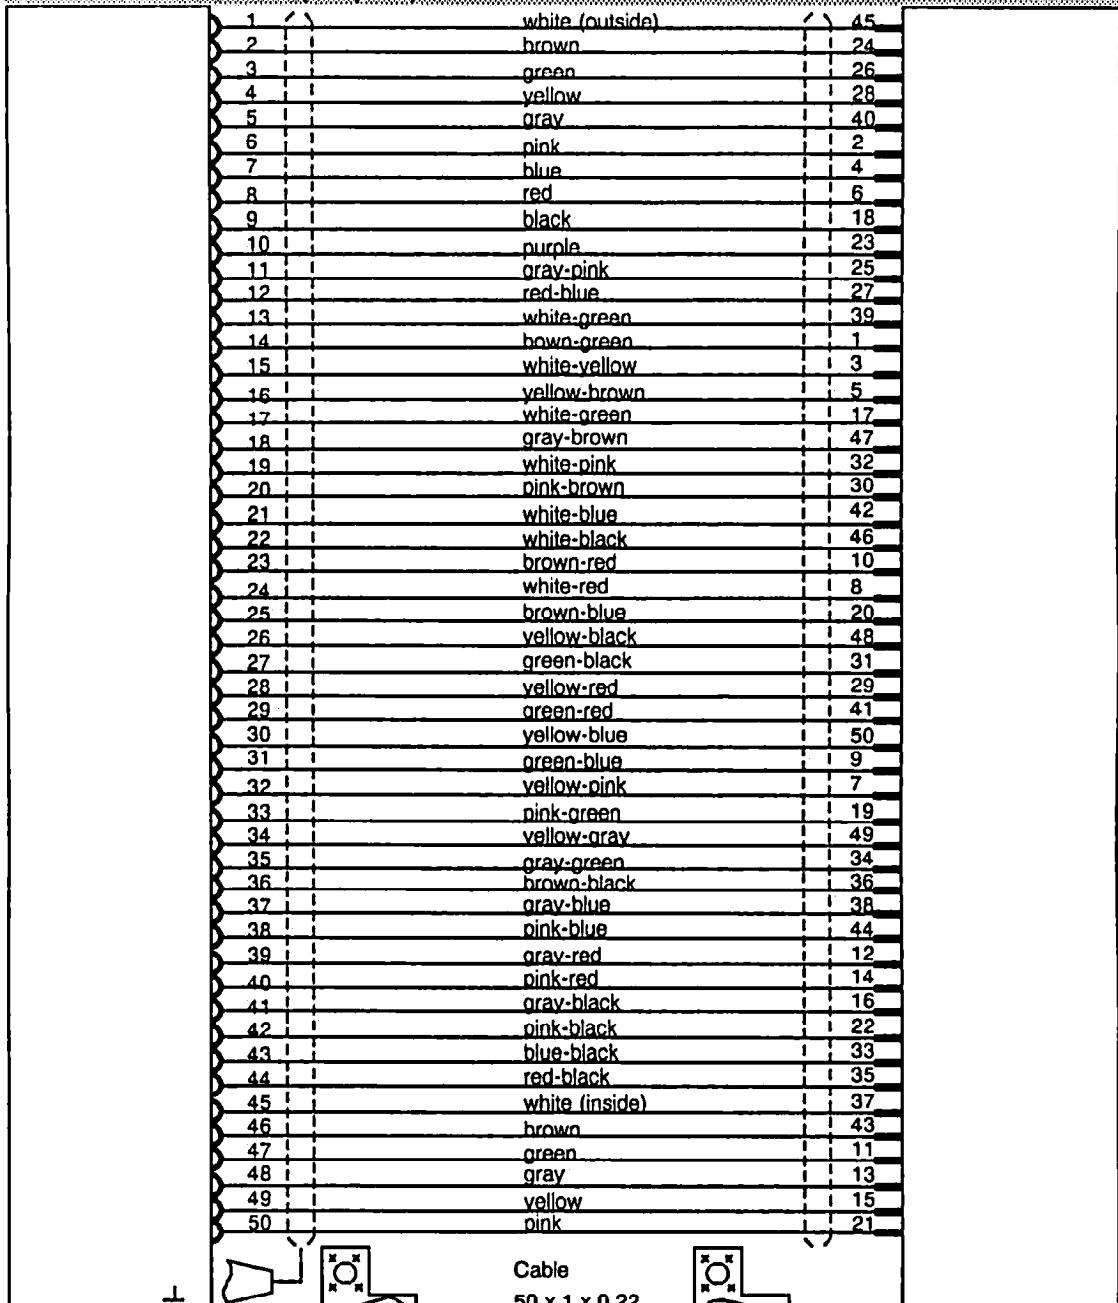 1 white (outside) 45
2 brown 24
3 green 26
4 yellow 28
5 gray 40
6 pink 2
7 blue 4
8 red 6
9 black 18
10 purple 23
11 gray-pink 25
12 red-blue 27
13 white-green 39
14 bown-green 1
15 white-yellow 3
16 yellow-brown 5
17 white-green 17
18 gray-brown 47
19 white-pink 32
20 pink-brown 30
21 white-blue 42
22 white-black 46
23 brown-red 10
24 white-red 8
25 brown-blue 20
26 yellow-black 48
27 green-black 31
28 yellow-red 29
29 green-red 41
30 yellow-blue 50
31 green-blue 9
32 yellow-pink 7
33 pink-green 19
34 yellow-gray 49
35 gray-green 34
36 brown-black 36
37 gray-blue 38
38 pink-blue 44
39 gray-red 12
40 pink-red 14
41 gray-black 16
42 pink-black 22
43 blue-black 33
44 red-black 35
45 white (inside) 37
46 brown 43
47 green 11
48 gray 13
49 yellow 15
50 pink 21
Cable
50 x 1 x 0.22